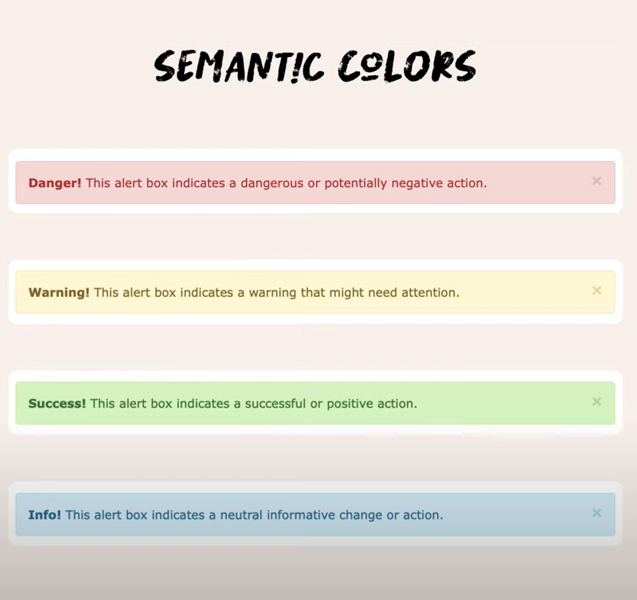 SEMANTIC COLORS
Danger! This alert box indicates a dangerous or potentially negative action. ×
Warning! This alert box indicates a warning that might need attention. ×
Success! This alert box indicates a successful or positive action. ×
Info! This alert box indicates a neutral informative change or action. ×